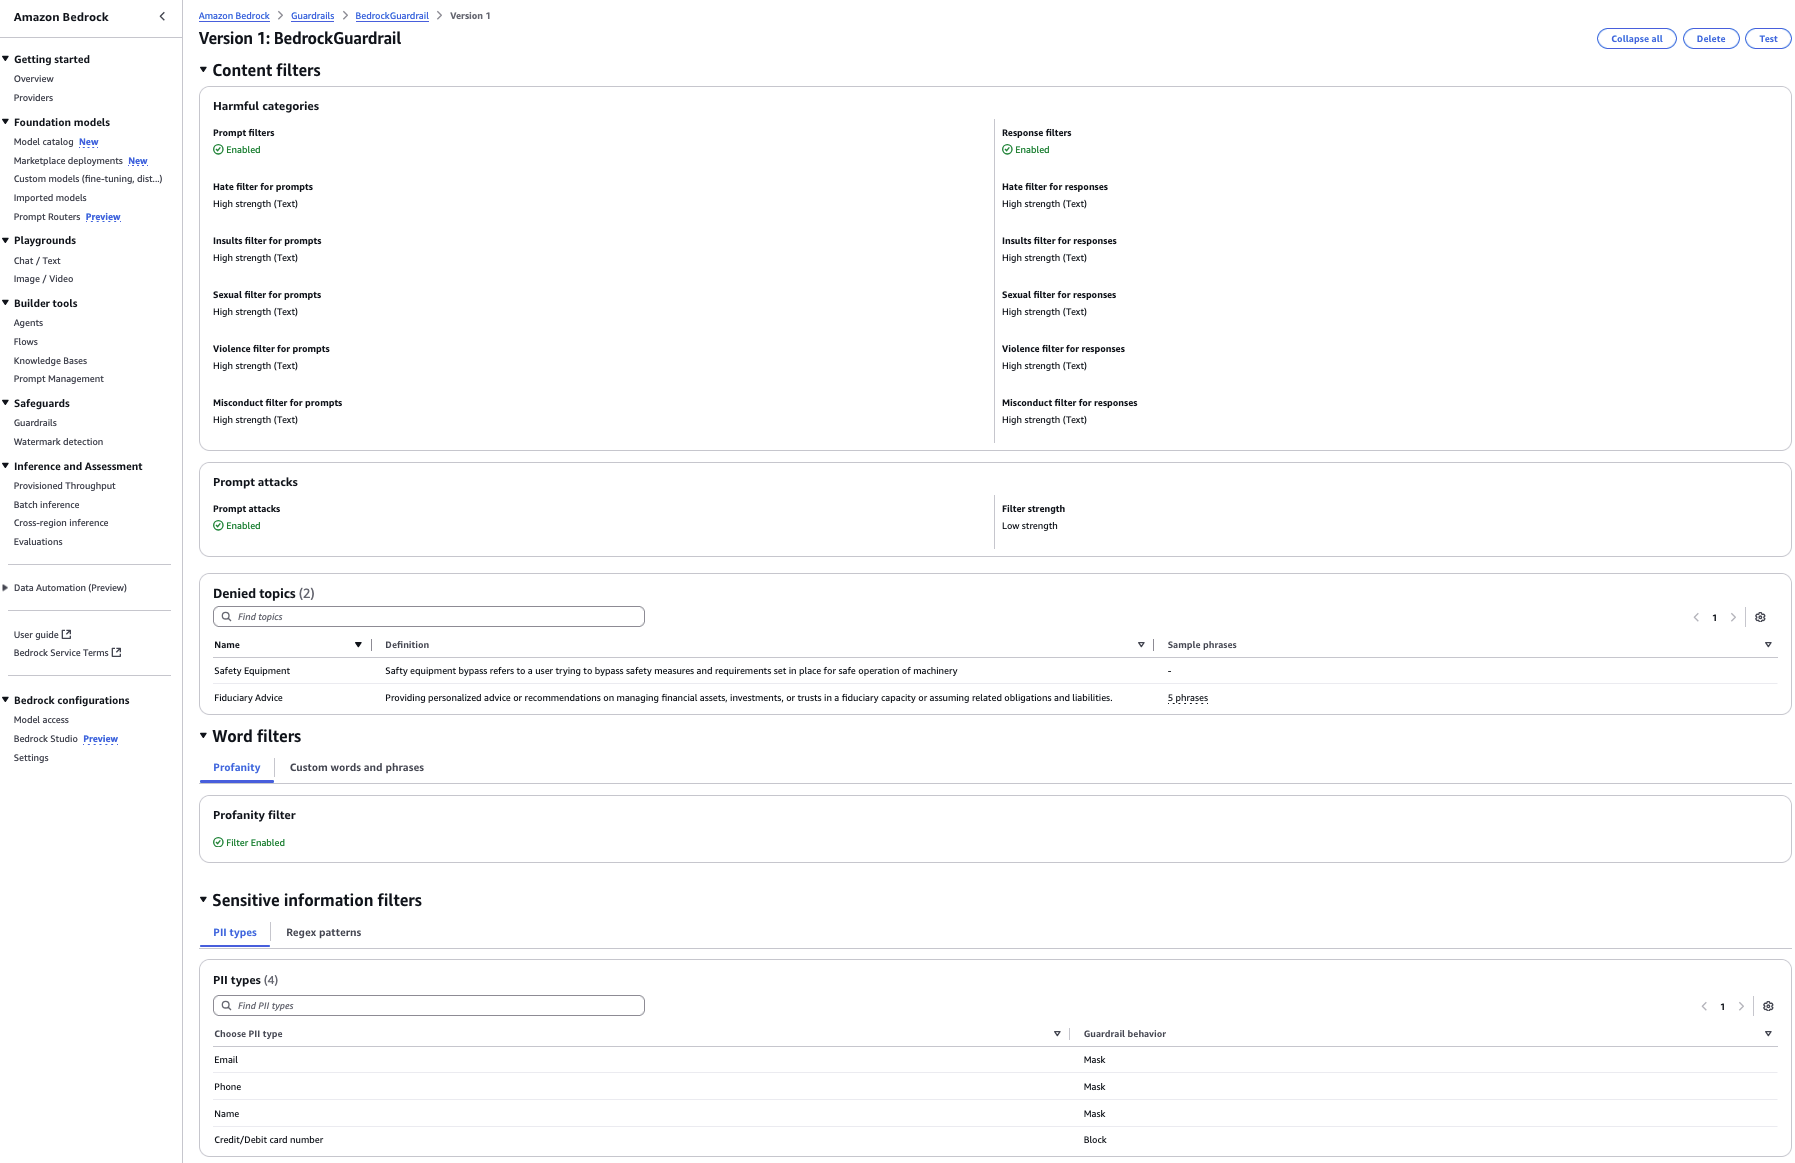 Amazon Bedrock
Getting started
Overview
Providers
Foundation models
Model catalog New
Marketplace deployments New
Custom models (fine-tuning, dist...)
Imported models
Prompt Routers Preview
Playgrounds
Chat / Text
Image / Video
Builder tools
Agents
Flows
Knowledge Bases
Prompt Management
Safeguards
Guardrails
Watermark detection
Inference and Assessment
Provisioned Throughput
Batch inference
Cross-region inference
Evaluations
Data Automation (Preview)
User guide
Bedrock Service Terms
Bedrock configurations
Model access
Bedrock Studio Preview
Settings
Amazon Bedrock > Guardrails > BedrockGuardrail > Version 1
Version 1: BedrockGuardrail
Collapse all Delete Test
Content filters
Harmful categories
Prompt filters
Enabled
Hate filter for prompts
High strength (Text)
Insults filter for prompts
High strength (Text)
Sexual filter for prompts
High strength (Text)
Violence filter for prompts
High strength (Text)
Misconduct filter for prompts
High strength (Text)
Response filters
Enabled
Hate filter for responses
High strength (Text)
Insults filter for responses
High strength (Text)
Sexual filter for responses
High strength (Text)
Violence filter for responses
High strength (Text)
Misconduct filter for responses
High strength (Text)
Prompt attacks
Prompt attacks
Enabled
Filter strength
Low strength
Denied topics (2)
Find topics
1
Name Definition Sample phrases
Safety Equipment Safty equipment bypass refers to a user trying to bypass safety measures and requirements set in place for safe operation of machinery -
Fiduciary Advice Providing personalized advice or recommendations on managing financial assets, investments, or trusts in a fiduciary capacity or assuming related obligations and liabilities. 5 phrases
Word filters
Profanity Custom words and phrases
Profanity filter
Filter Enabled
Sensitive information filters
PII types Regex patterns
PII types (4)
Find PII types
1
Choose PII type Guardrail behavior
Email Mask
Phone Mask
Name Mask
Credit/Debit card number Block